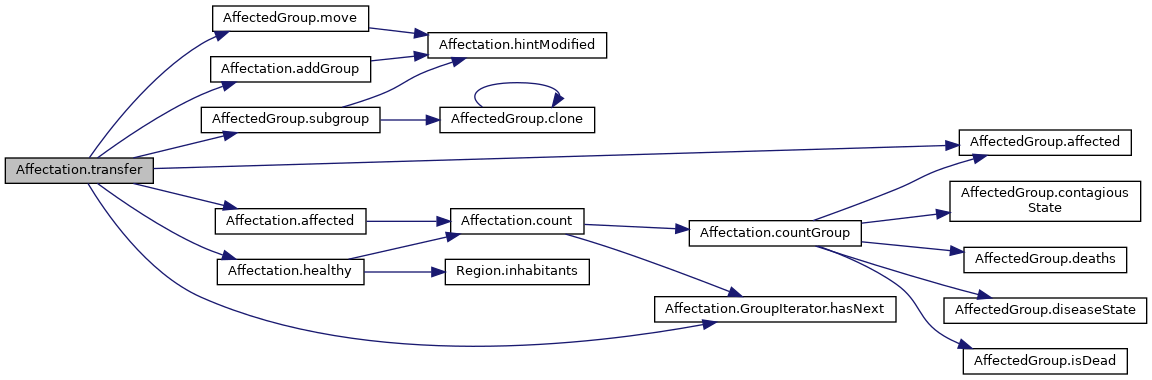 AffectedGroup.move
Affectation.hintModified
Affectation.addGroup
AffectedGroup.subgroup
AffectedGroup.clone
AffectedGroup.affected
Affectation.transfer
AffectedGroup.contagious
State
Affectation.affected
Affectation.count
Affectation.countGroup
AffectedGroup.deaths
Affectation.healthy
Region.inhabitants
Affectation.GroupIterator.hasNext
AffectedGroup.diseaseState
AffectedGroup.isDead